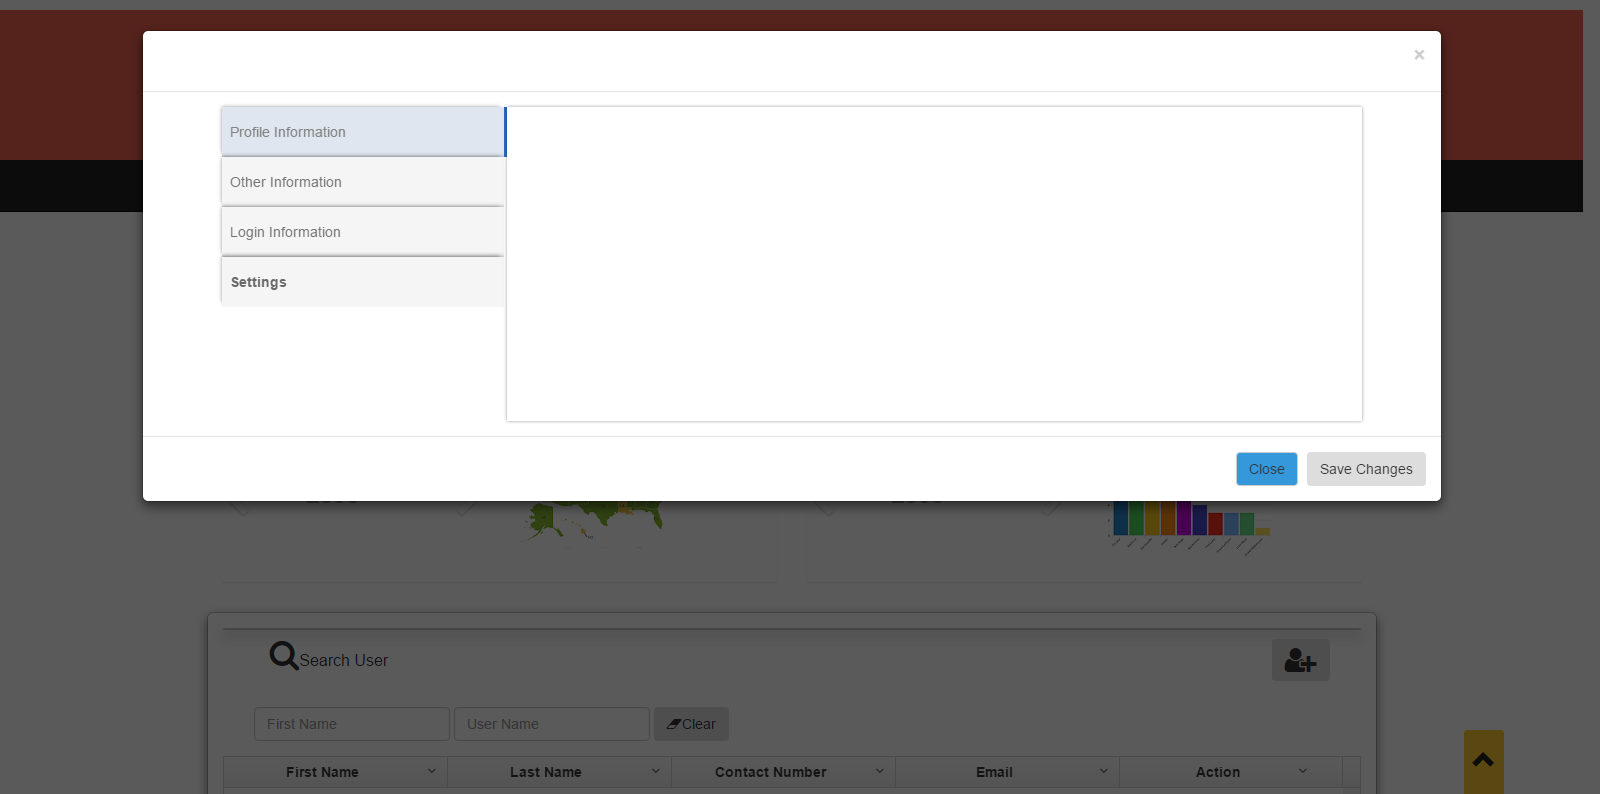 ×
Profile Information
Other Information
Login Information
Settings
Close
Save Changes
Search User
First Name
User Name
Clear
First Name
Last Name
Contact Number
Email
Action